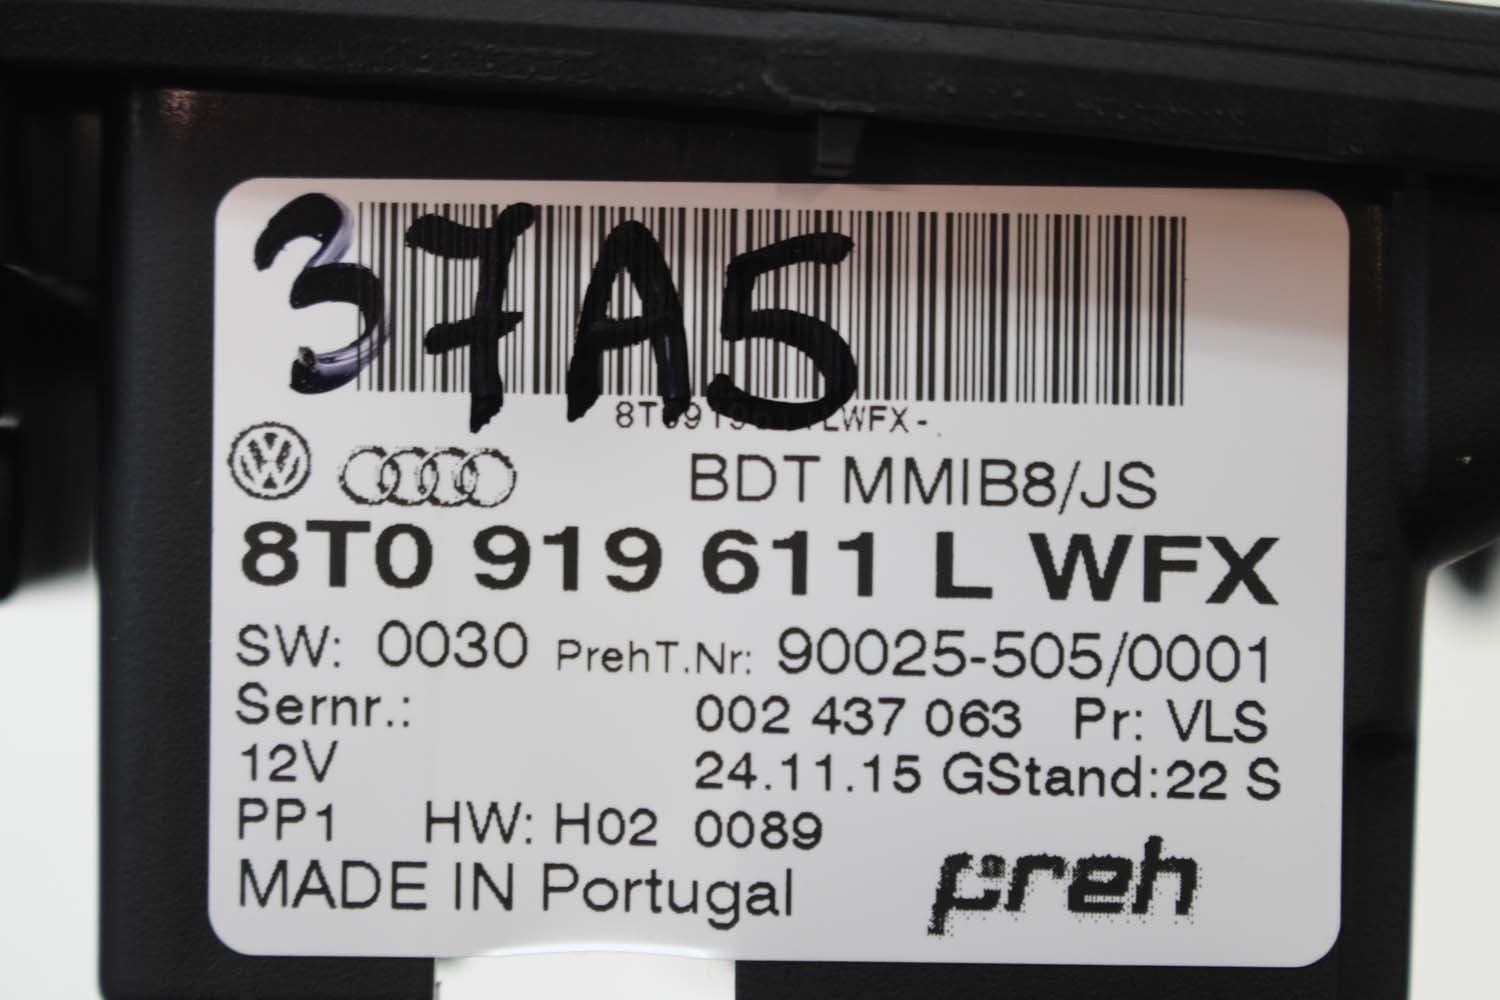 37A5
BDT MMIB8/JS
8T0 919 611 L WFX
SW: 0030 PrehT.Nr: 90025-505/0001
Sernr.: 002 437 063 Pr: VLS
12V 24.11.15 GStand:22 S
PP1 HW: H02 0089
MADE IN Portugal preh